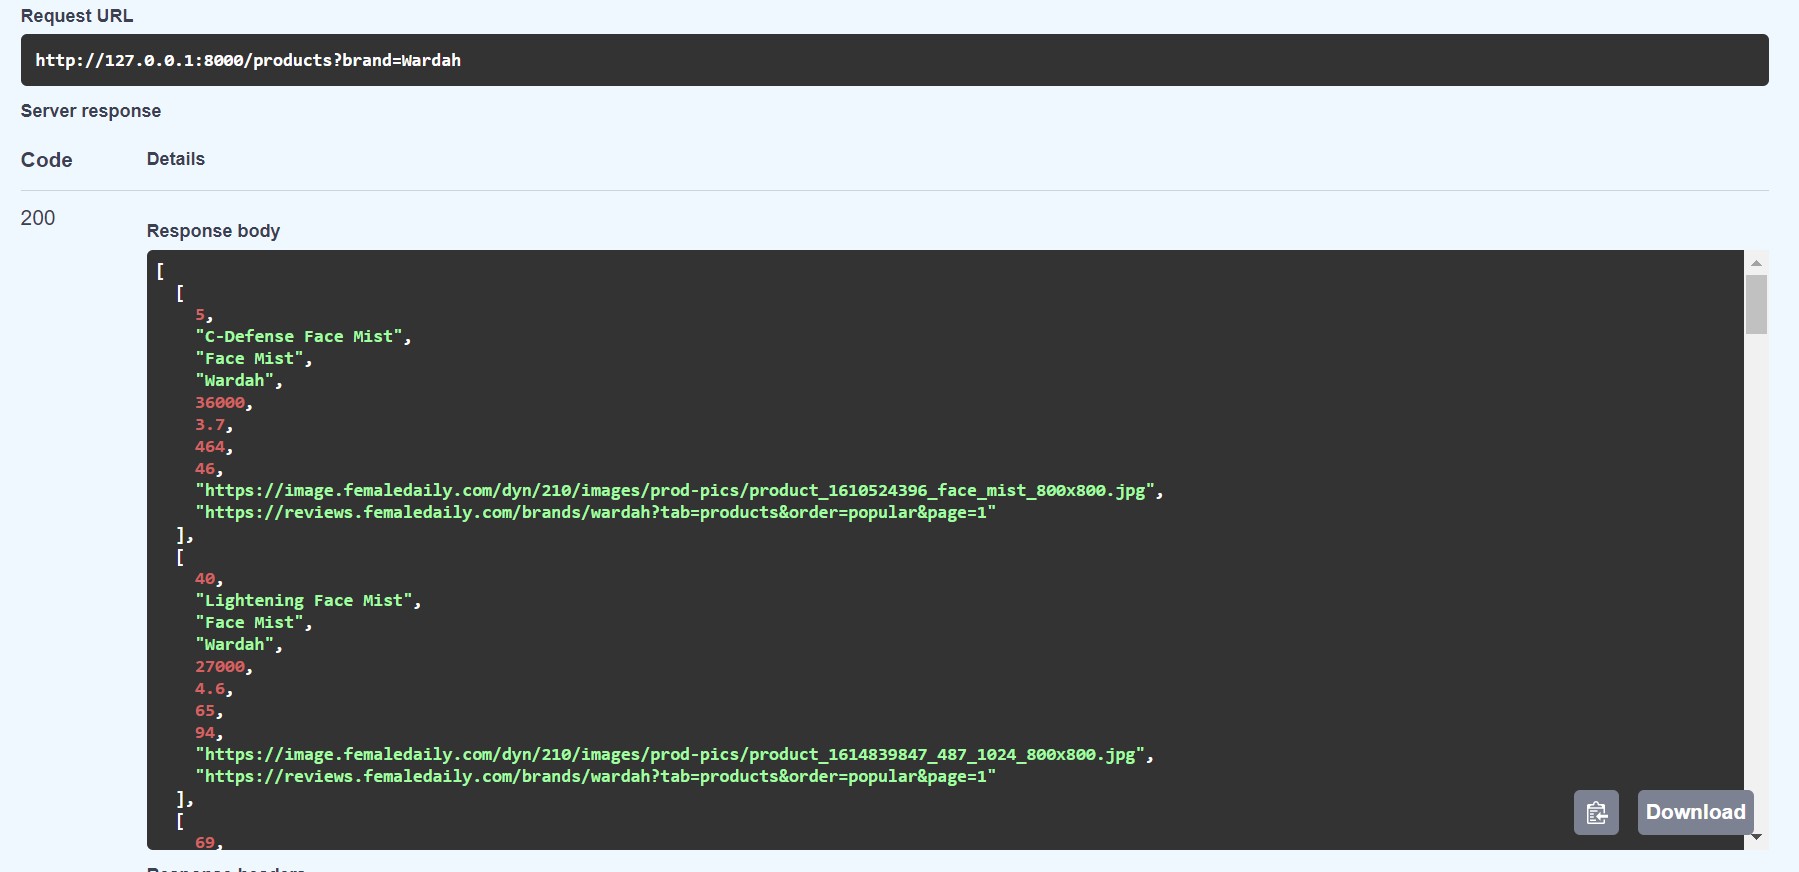 Request URL
http://127.0.0.1:8000/products?brand=Wardah
Server response
Code Details
200
Response body
[
[
5,
"C-Defense Face Mist",
"Face Mist",
"Wardah",
36000,
3.7,
464,
46,
"https://image.femaledaily.com/dyn/210/images/prod-pics/product_1610524396_face_mist_800x800.jpg",
"https://reviews.femaledaily.com/brands/wardah?tab=products&order=popular&page=1"
],
[
40,
"Lightening Face Mist",
"Face Mist",
"Wardah",
27000,
4.6,
65,
94,
"https://image.femaledaily.com/dyn/210/images/prod-pics/product_1614839847_487_1024_800x800.jpg",
"https://reviews.femaledaily.com/brands/wardah?tab=products&order=popular&page=1"
],
[
69,
Download
Response headers